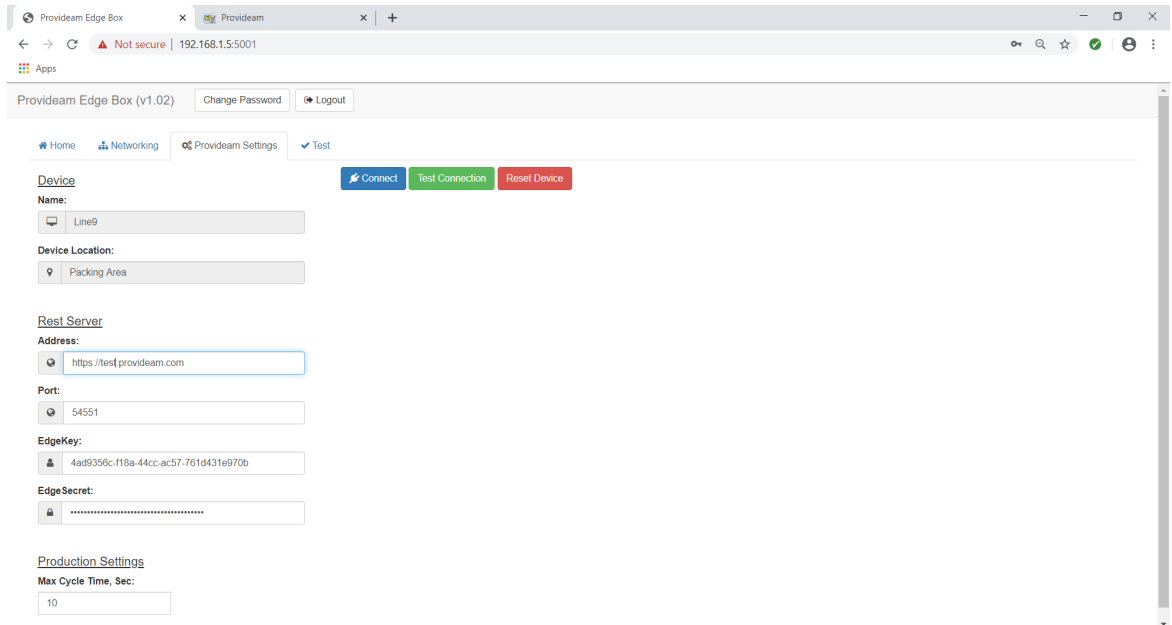 Provideam Edge Box
Provideam
Not secure | 192.168.1.5:5001
Apps
Provideam Edge Box (v1.02) Change Password Logout
Home Networking Provideam Settings Test
Connect Test Connection Reset Device
Device
Name:
Line9
Device Location:
Packing Area
Rest Server
Address:
https://test.provideam.com
Port:
54551
EdgeKey:
4ad9356c-f18a-44cc-ac57-761d431e970b
EdgeSecret:
••••••••••••••••••••••••••••••••••••••
Production Settings
Max Cycle Time, Sec:
10